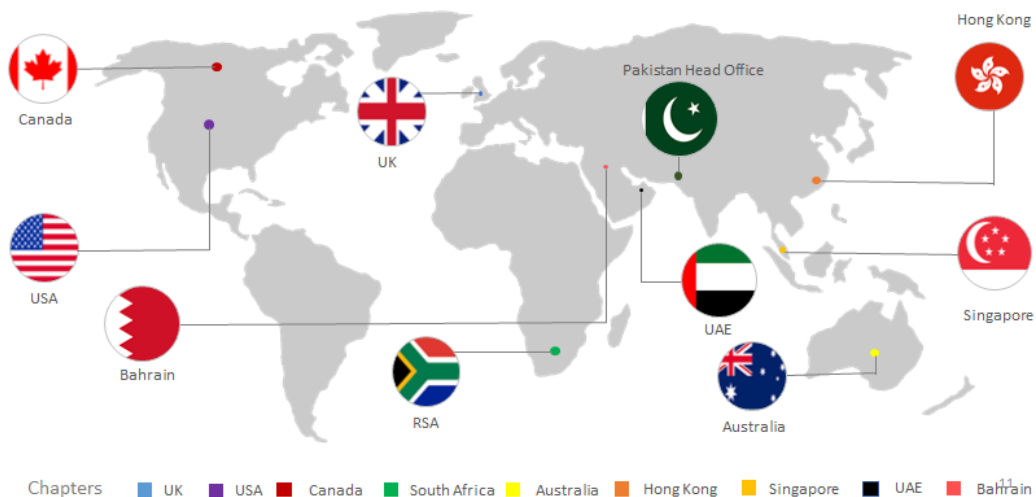 Hong Kong
Pakistan Head Office
Canada
UK
USA
Singapore
UAE
Bahrain
RSA
Australia
Chapters UK USA Canada South Africa Australia Hong Kong Singapore UAE Bahrain
11